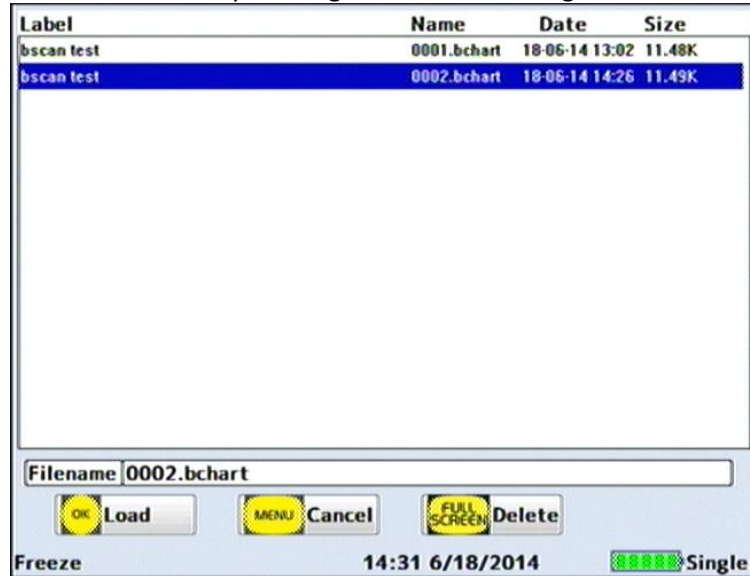 Label Name Date Size
bscan test 0001.bchart 18-06-14 13:02 11.48K
bscan test 0002.bchart 18-06-14 14:26 11.49K
Filename 0002.bchart
OK Load MENU Cancel FULL SCREEN Delete
Freeze 14:31 6/18/2014 Single